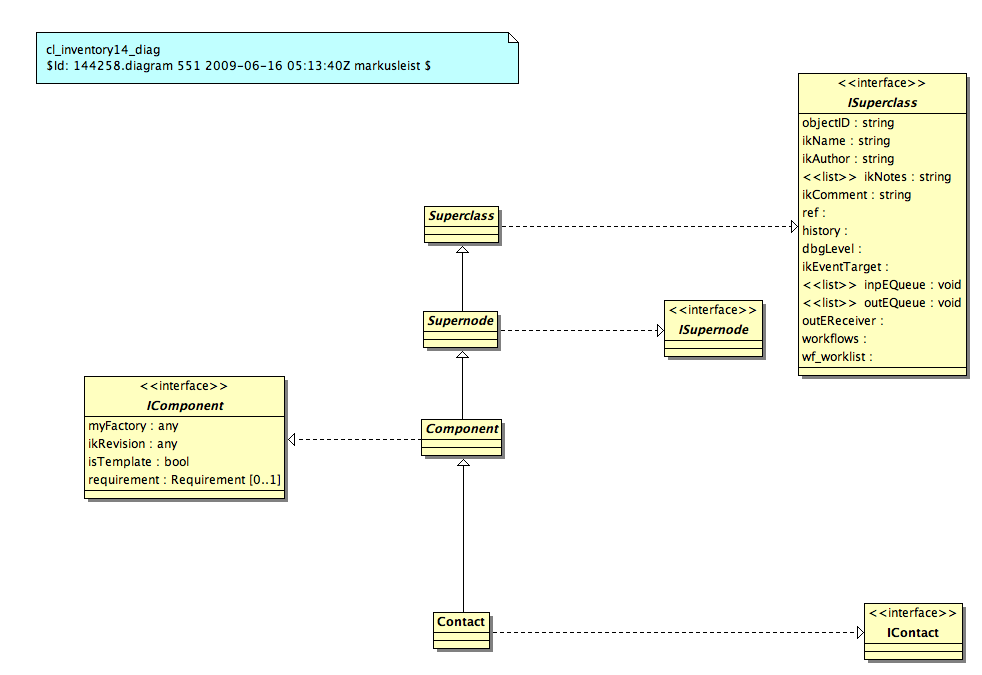 cl_inventory14_diag
$Id: 144258.diagram 551 2009-06-16 05:13:40Z markusleist $
<<interface>>
ISuperclass
objectID : string
ikName : string
ikAuthor : string
<<list>> ikNotes : string
ikComment : string
ref :
history :
dbgLevel :
ikEventTarget :
<<list>> inpEQueue : void
<<list>> outEQueue : void
outEReceiver :
workflows :
wf_worklist :
Superclass
Supernode
<<interface>>
ISupernode
<<interface>>
IComponent
myFactory : any
ikRevision : any
isTemplate : bool
requirement : Requirement [0..1]
Component
Contact
<<interface>>
IContact